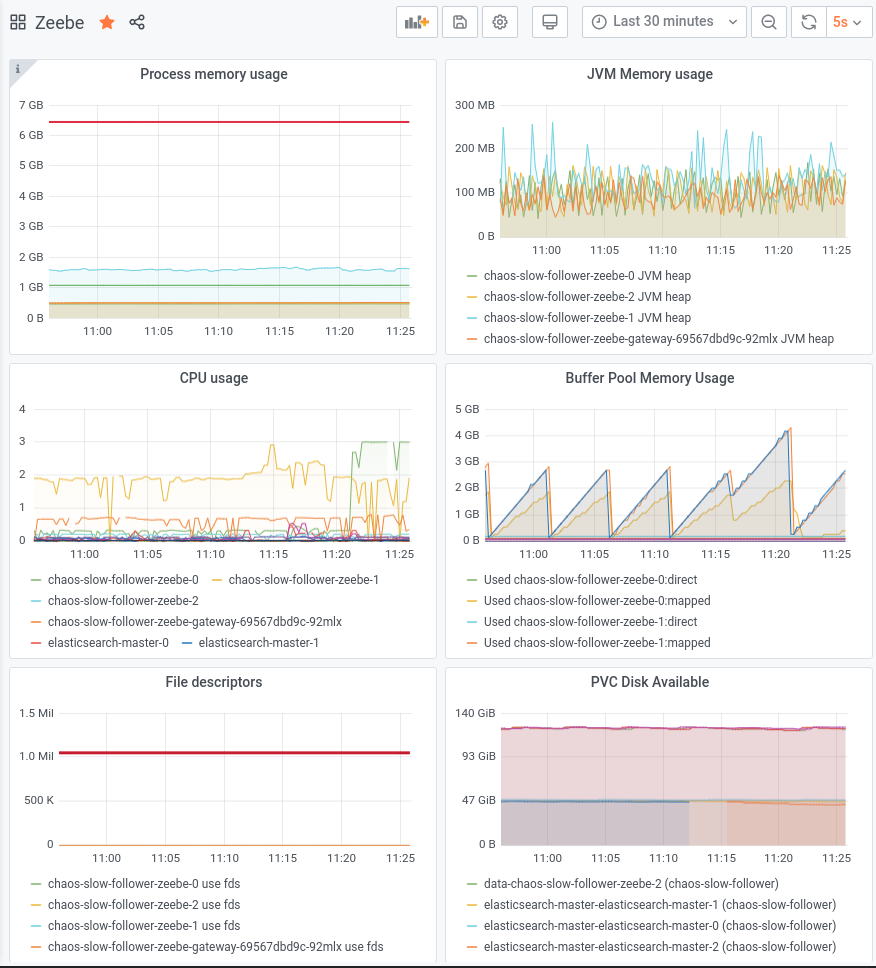 Zeebe
Last 30 minutes
5s
i
Process memory usage
7 GB
6 GB
5 GB
4 GB
3 GB
2 GB
1 GB
0 B
11:00 11:05 11:10 11:15 11:20 11:25
JVM Memory usage
300 MB
200 MB
100 MB
0 B
11:00 11:05 11:10 11:15 11:20 11:25
chaos-slow-follower-zeebe-0 JVM heap
chaos-slow-follower-zeebe-2 JVM heap
chaos-slow-follower-zeebe-1 JVM heap
chaos-slow-follower-zeebe-gateway-69567dbd9c-92mlx JVM heap
CPU usage
4
3
2
1
0
11:00 11:05 11:10 11:15 11:20 11:25
chaos-slow-follower-zeebe-0 chaos-slow-follower-zeebe-1
chaos-slow-follower-zeebe-2
chaos-slow-follower-zeebe-gateway-69567dbd9c-92mlx
elasticsearch-master-0 elasticsearch-master-1
Buffer Pool Memory Usage
5 GB
4 GB
3 GB
2 GB
1 GB
0 B
11:00 11:05 11:10 11:15 11:20 11:25
Used chaos-slow-follower-zeebe-0:direct
Used chaos-slow-follower-zeebe-0:mapped
Used chaos-slow-follower-zeebe-1:direct
Used chaos-slow-follower-zeebe-1:mapped
File descriptors
1.5 Mil
1.0 Mil
500 K
0
11:00 11:05 11:10 11:15 11:20 11:25
chaos-slow-follower-zeebe-0 use fds
chaos-slow-follower-zeebe-2 use fds
chaos-slow-follower-zeebe-1 use fds
chaos-slow-follower-zeebe-gateway-69567dbd9c-92mlx use fds
PVC Disk Available
140 GiB
93 GiB
47 GiB
0 B
11:00 11:05 11:10 11:15 11:20 11:25
data-chaos-slow-follower-zeebe-2 (chaos-slow-follower)
elasticsearch-master-elasticsearch-master-1 (chaos-slow-follower)
elasticsearch-master-elasticsearch-master-0 (chaos-slow-follower)
elasticsearch-master-elasticsearch-master-2 (chaos-slow-follower)